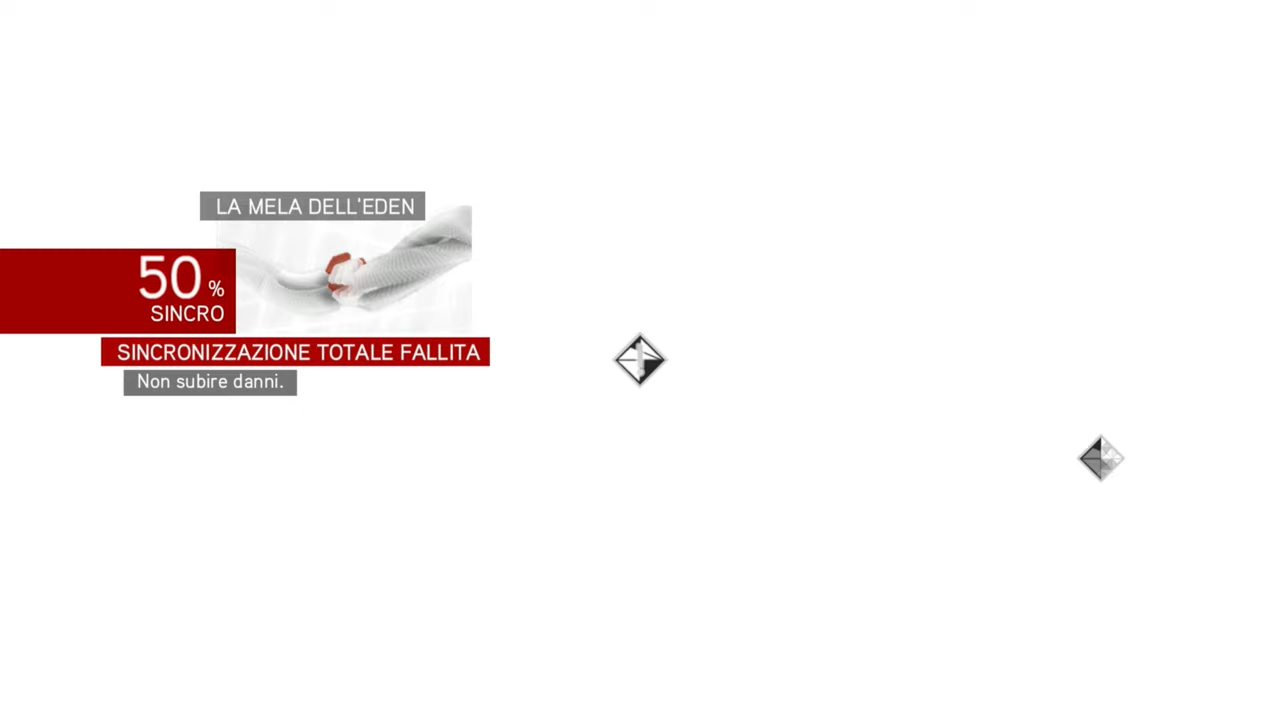 LA MELA DELL'EDEN
50 %
SINCRO
SINCRONIZZAZIONE TOTALE FALLITA
Non subire danni.